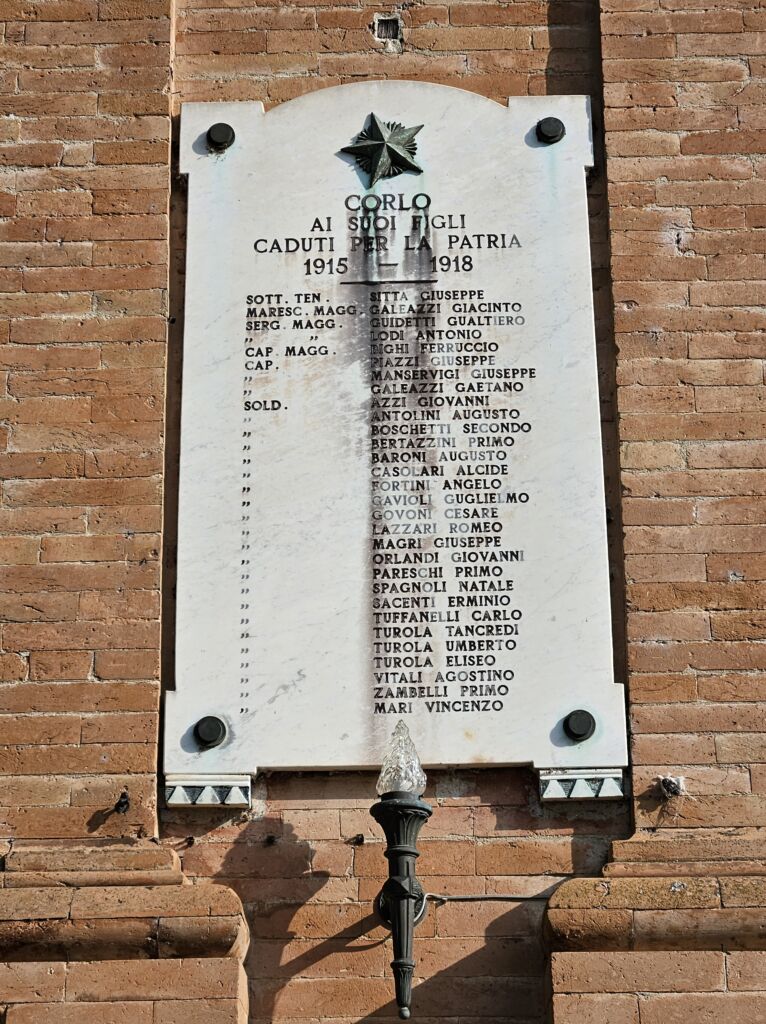 CORLO
AI SUOI FIGLI
CADUTI PER LA PATRIA
1915 — 1918
SOTT. TEN. SITTA GIUSEPPE
MARESC. MAGG. GALEAZZI GIACINTO
SERG. MAGG. GUIDETTI GUALTIERO
" " LODI ANTONIO
CAP. MAGG. DIGHI FERRUCCIO
CAP. PIAZZI GIUSEPPE
" MANSERVIGI GIUSEPPE
" GALEAZZI GAETANO
SOLD. AZZI GIOVANNI
" ANTOLINI AUGUSTO
" BOSCHETTI SECONDO
" BERTAZZINI PRIMO
" BARONI AUGUSTO
" CASOLARI ALCIDE
" FORTINI ANGELO
" GAVIOLI GUGLIELMO
" GOVONI CESARE
" LAZZARI ROMEO
" MAGRI GIUSEPPE
" ORLANDI GIOVANNI
" PARESCHI PRIMO
" SPAGNOLI NATALE
" SACENTI ERMINIO
" TUFFANELLI CARLO
" TUROLA TANCREDI
" TUROLA UMBERTO
" TUROLA ELISEO
" VITALI AGOSTINO
" ZAMBELLI PRIMO
" MARI VINCENZO